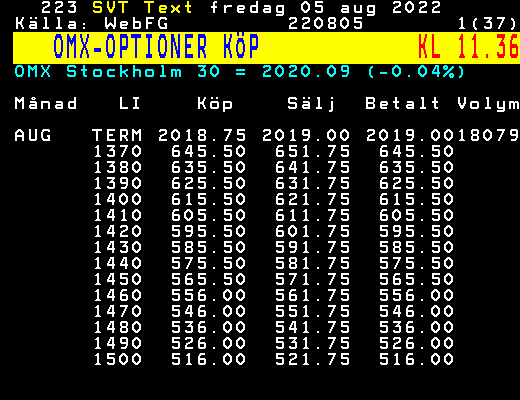 223 SVT Text fredag 05 aug 2022
Källa: WebFG 220805 1(37)
OMX-OPTIONER KöP KL 11.36
OMX Stockholm 30 = 2020.09 (-0.04%)
Månad LI Köp Sälj Betalt Volym
AUG TERM 2018.75 2019.00 2019.00 18079
1370 645.50 651.75 645.50
1380 635.50 641.75 635.50
1390 625.50 631.75 625.50
1400 615.50 621.75 615.50
1410 605.50 611.75 605.50
1420 595.50 601.75 595.50
1430 585.50 591.75 585.50
1440 575.50 581.75 575.50
1450 565.50 571.75 565.50
1460 556.00 561.75 556.00
1470 546.00 551.75 546.00
1480 536.00 541.75 536.00
1490 526.00 531.75 526.00
1500 516.00 521.75 516.00